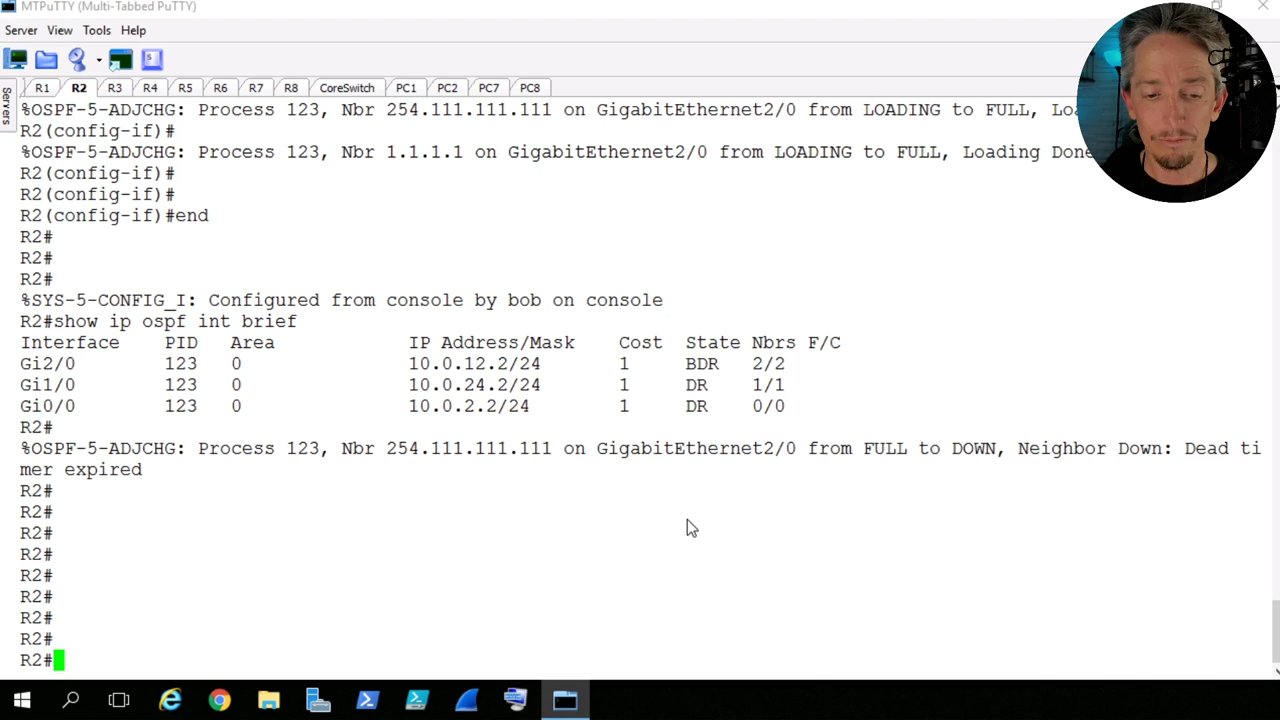 MTPuTTY (Multi-Tabbed PuTTY)
Server View Tools Help
R1 R2 R3 R4 R5 R6 R7 R8 CoreSwitch PC1 PC2 PC7 PC8
Servers
%OSPF-5-ADJCHG: Process 123, Nbr 254.111.111.111 on GigabitEthernet2/0 from LOADING to FULL,
R2(config-if)#
%OSPF-5-ADJCHG: Process 123, Nbr 1.1.1.1 on GigabitEthernet2/0 from LOADING to FULL, Loading Done
R2(config-if)#
R2(config-if)#
R2(config-if)#end
R2#
R2#
R2#
%SYS-5-CONFIG_I: Configured from console by bob on console
R2#show ip ospf int brief
Interface PID Area IP Address/Mask Cost State Nbrs F/C
Gi2/0 123 0 10.0.12.2/24 1 BDR 2/2
Gi1/0 123 0 10.0.24.2/24 1 DR 1/1
Gi0/0 123 0 10.0.2.2/24 1 DR 0/0
R2#
%OSPF-5-ADJCHG: Process 123, Nbr 254.111.111.111 on GigabitEthernet2/0 from FULL to DOWN, Neighbor Down: Dead ti
mer expired
R2#
R2#
R2#
R2#
R2#
R2#
R2#
R2#
R2#